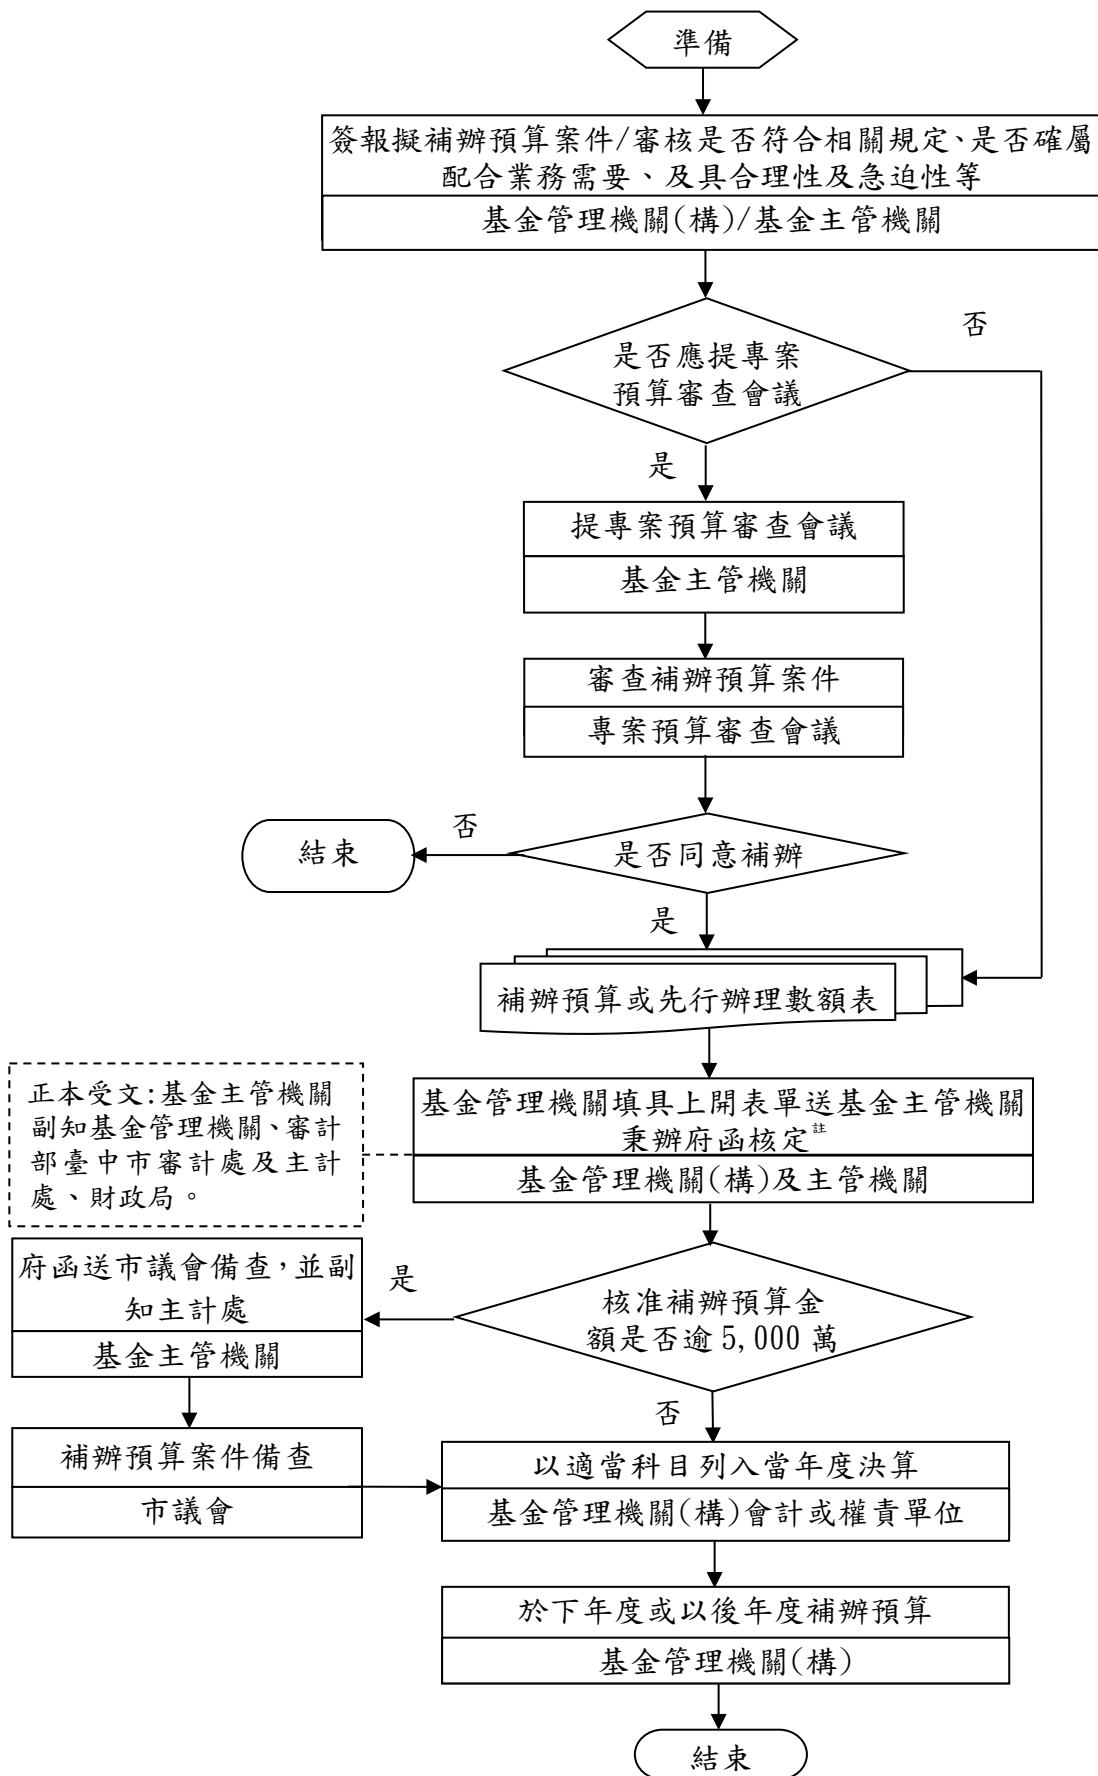 準備
簽報擬補辦預算案件/審核是否符合相關規定、是否確屬
配合業務需要、及具合理性及急迫性等
基金管理機關(構)/基金主管機關
是否應提專案
預算審查會議
否
是
提專案預算審查會議
基金主管機關
審查補辦預算案件
專案預算審查會議
是否同意補辦
否
結束
是
補辦預算或先行辦理數額表
基金管理機關填具上開表單送基金主管機關
秉辦府函核定註
基金管理機關(構)及主管機關
正本受文:基金主管機關
副知基金管理機關、審計
部臺中市審計處及主計
處、財政局。
核准補辦預算金
額是否逾5,000萬
是
府函送市議會備查,並副
知主計處
基金主管機關
補辦預算案件備查
市議會
否
以適當科目列入當年度決算
基金管理機關(構)會計或權責單位
於下年度或以後年度補辦預算
基金管理機關(構)
結束